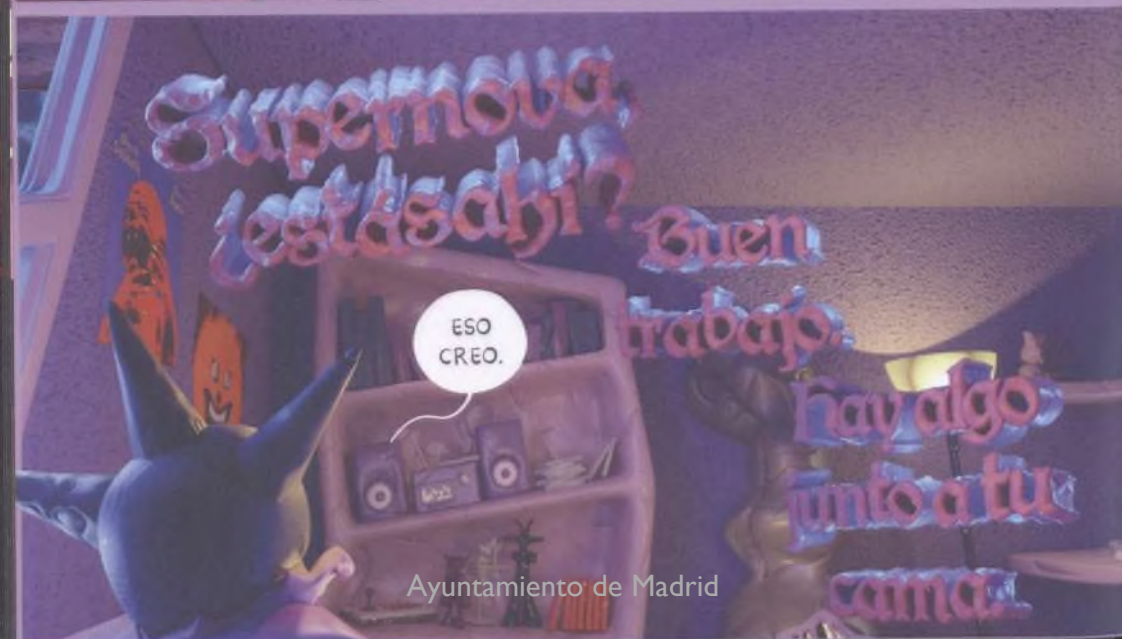 Supernova,
¿estás ahí?
Buen
trabajo.
hay algo
junto a tu
cama.
ESO
CREO.
Ayuntamiento de Madrid